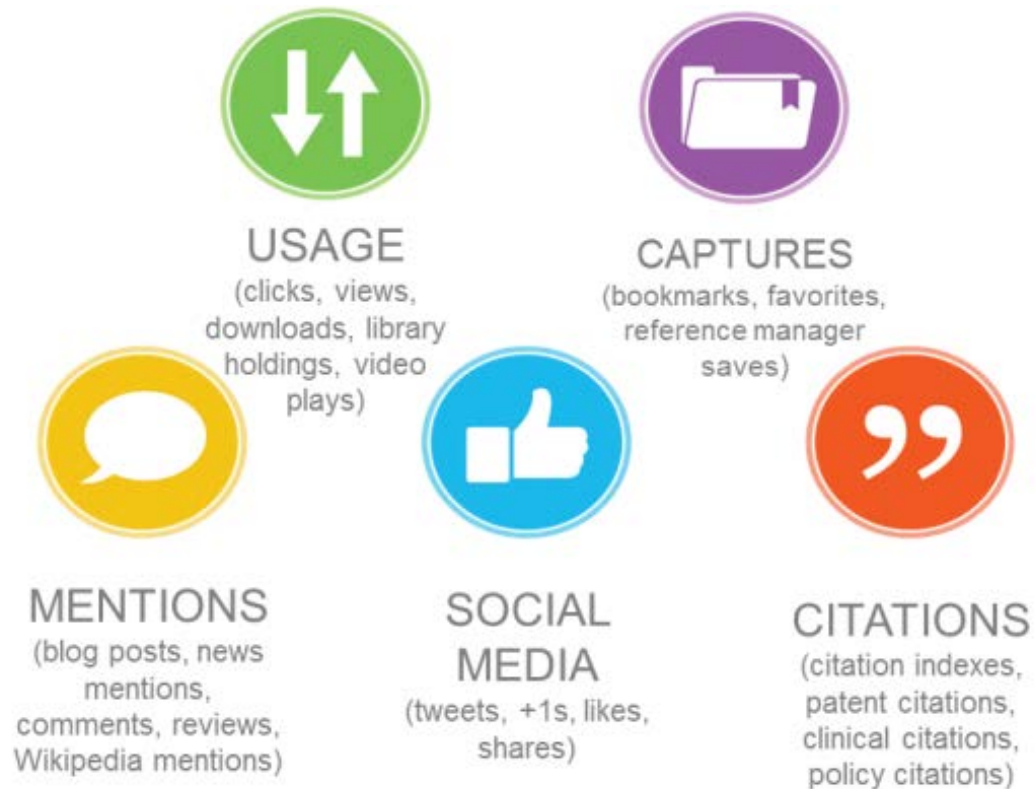 USAGE
(clicks, views,
downloads, library
holdings, video
plays)
CAPTURES
(bookmarks, favorites,
reference manager
saves)
MENTIONS
(blog posts, news
mentions,
comments, reviews,
Wikipedia mentions)
SOCIAL
MEDIA
(tweets, +1s, likes,
shares)
CITATIONS
(citation indexes,
patent citations,
clinical citations,
policy citations)